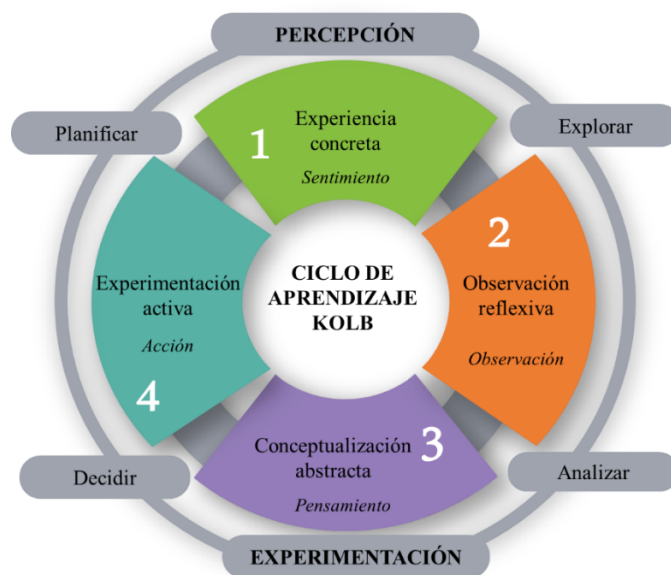 PERCEPCIÓN
Planificar
Explorar
1
Experiencia
concreta
Sentimiento
2
Observación
reflexiva
Observación
CICLO DE
APRENDIZAJE
KOLB
Experimentación
activa
Acción
4
3
Conceptualización
abstracta
Pensamiento
Decidir
Analizar
EXPERIMENTACIÓN